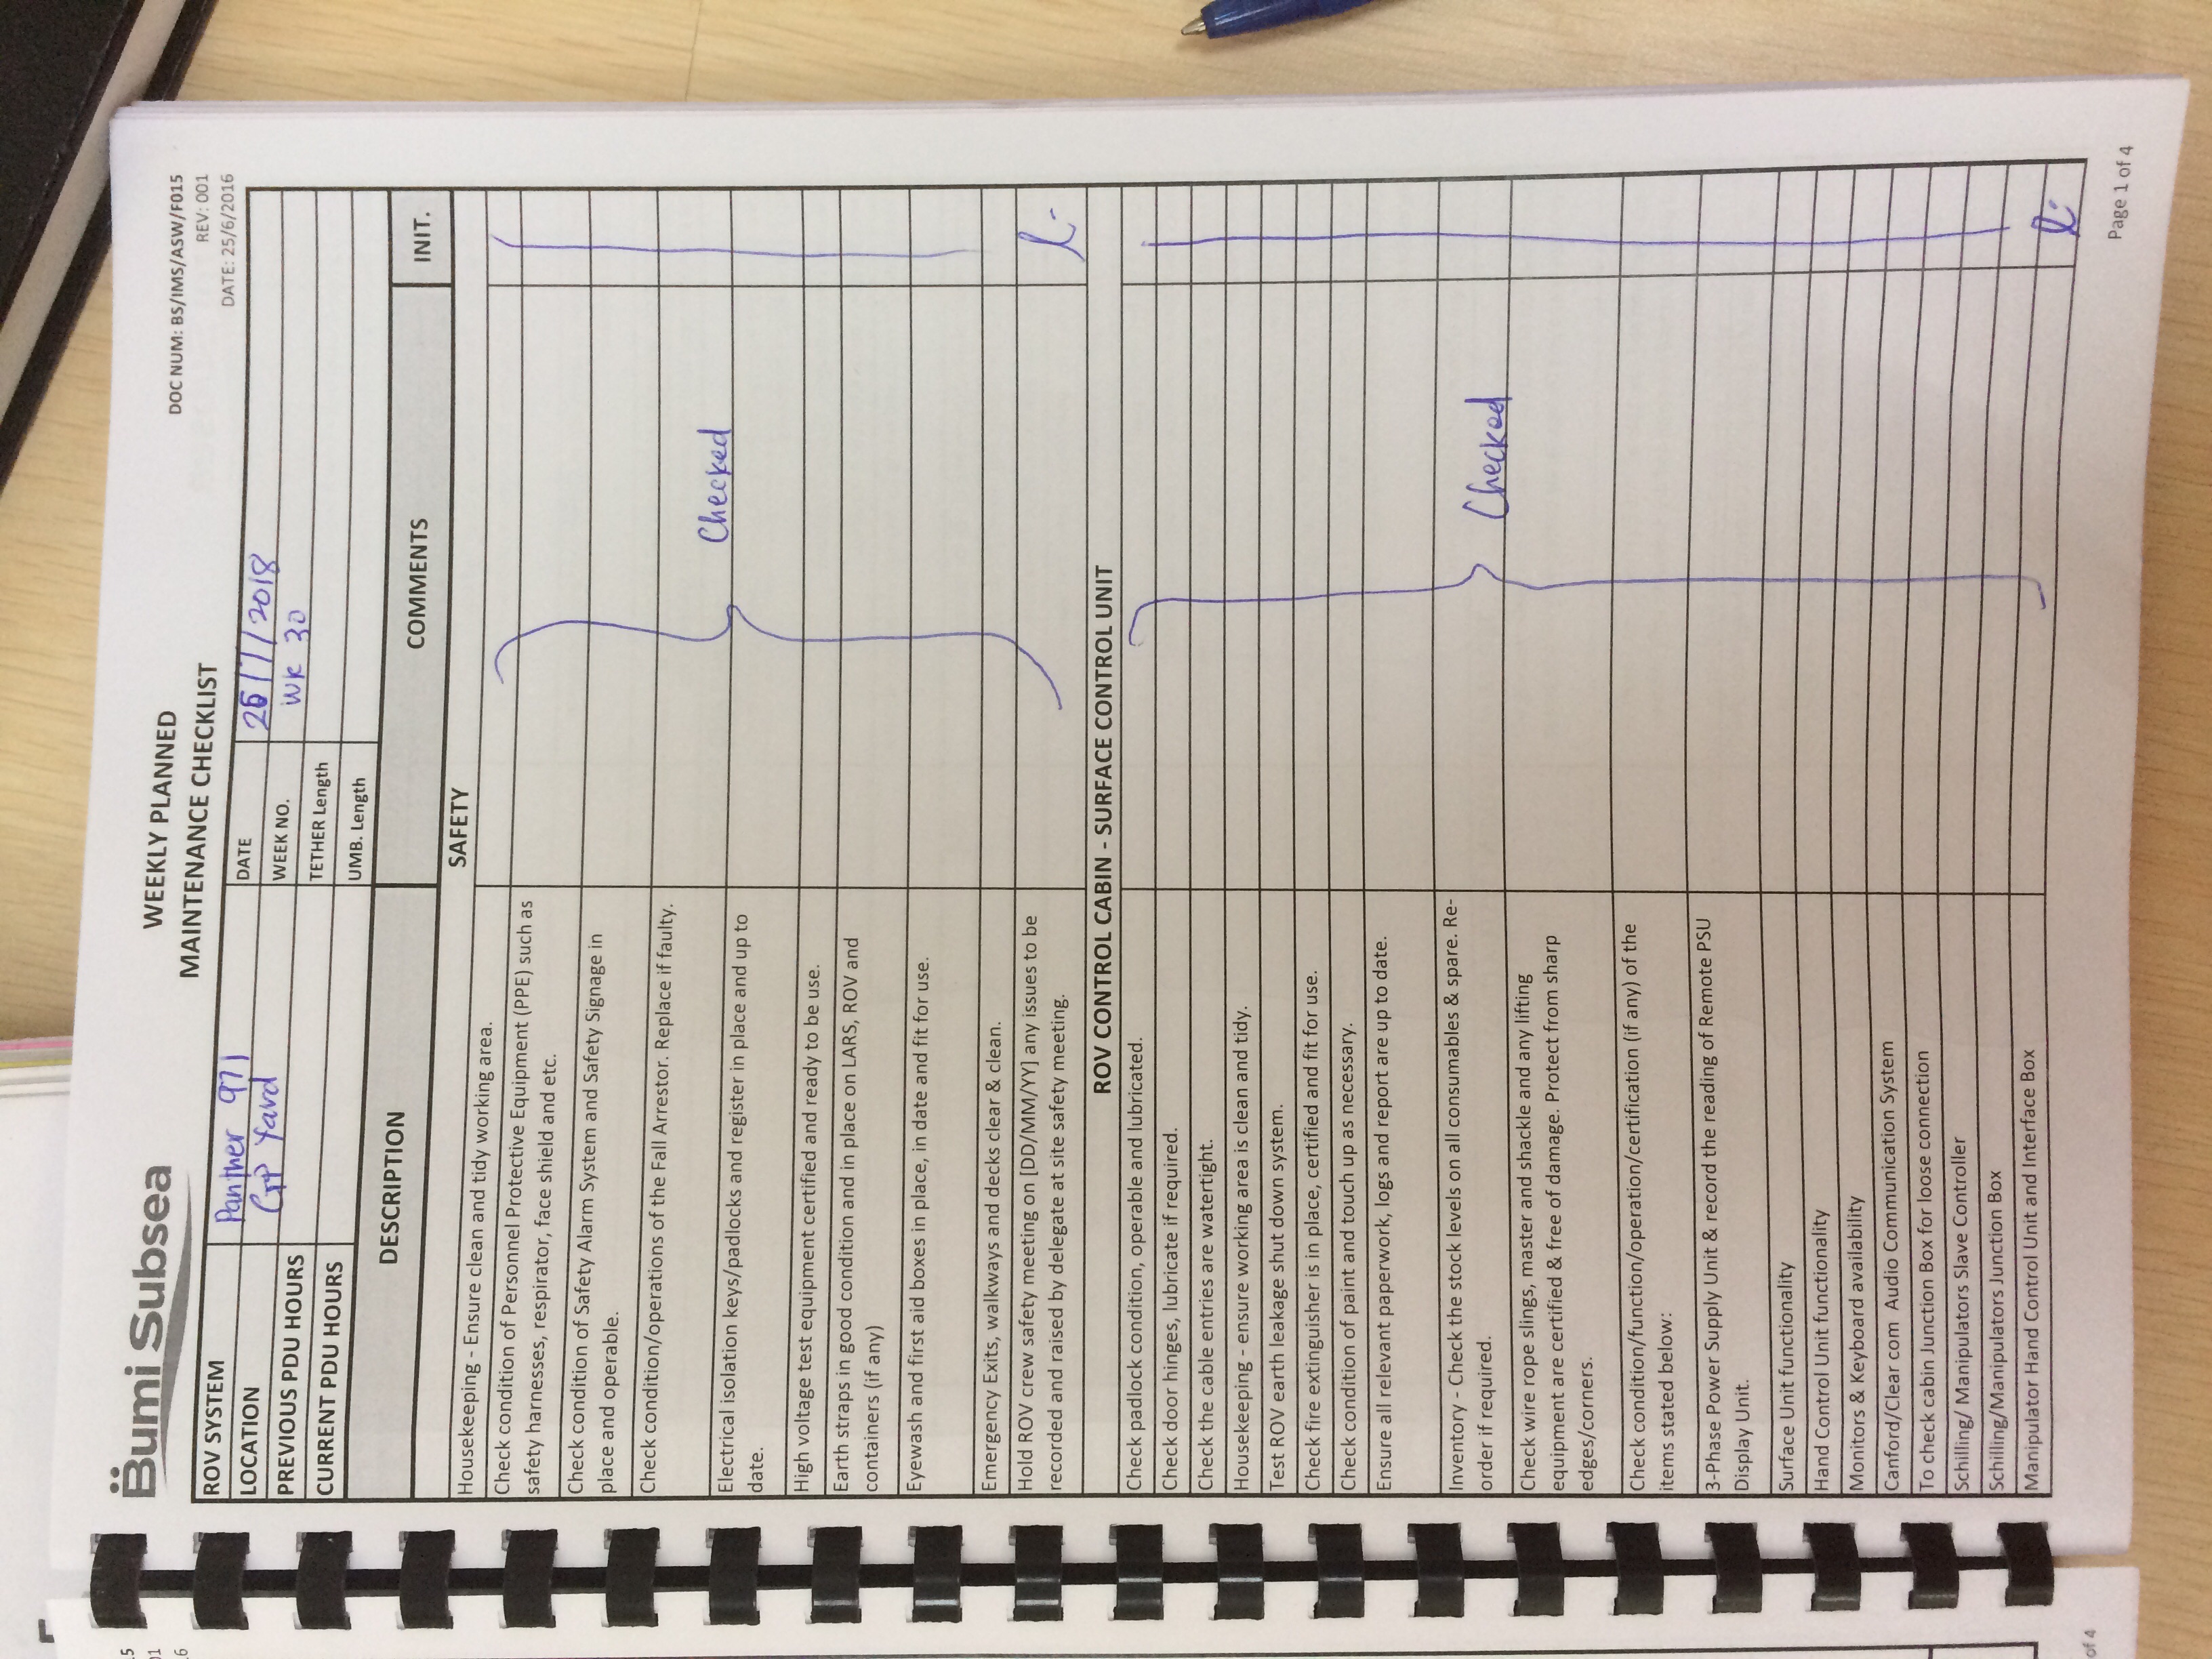 5
01
6
Bumi Subsea
WEEKLY PLANNED
MAINTENANCE CHECKLIST
DOC NUM: BS/IMS/ASW/F015
REV: 001
DATE: 25/6/2016
ROV SYSTEM Panther 971 DATE /7/2018
LOCATION Yard WEEK NO. WK 30
PREVIOUS PDU HOURS TETHER Length
CURRENT PDU HOURS UMB. Length
DESCRIPTION COMMENTS INIT.
SAFETY
Housekeeping - Ensure clean and tidy working area.
Check condition of Personnel Protective Equipment (PPE) such as
safety harnesses, respirator, face shield and etc.
Check condition of Safety Alarm System and Safety Signage in
place and operable.
Check condition/operations of the Fall Arrestor. Replace if faulty.
Checked
Electrical isolation keys/padlocks and register in place and up to
date.
High voltage test equipment certified and ready to be use.
Earth straps in good condition and in place on LARS, ROV and
containers (if any)
Eyewash and first aid boxes in place, in date and fit for use.
Emergency Exits, walkways and decks clear & clean.
Hold ROV crew safety meeting on [DD/MM/YY] any issues to be
recorded and raised by delegate at site safety meeting.
ROV CONTROL CABIN - SURFACE CONTROL UNIT
Check padlock condition, operable and lubricated.
Check door hinges, lubricate if required.
Check the cable entries are watertight.
Housekeeping - ensure working area is clean and tidy.
Test ROV earth leakage shut down system.
Check fire extinguisher is in place, certified and fit for use.
Check condition of paint and touch up as necessary.
Ensure all relevant paperwork, logs and report are up to date.
Inventory - Check the stock levels on all consumables & spare. Re-
order if required.
Checked
Check wire rope slings, master and shackle and any lifting
equipment are certified & free of damage. Protect from sharp
edges/corners.
Check condition/function/operation/certification (if any) of the
items stated below:
3-Phase Power Supply Unit & record the reading of Remote PSU
Display Unit.
Surface Unit functionality
Hand Control Unit functionality
Monitors & Keyboard availability
Canford/Clear com Audio Communication System
To check cabin Junction Box for loose connection
Schilling/ Manipulators Slave Controller
Schilling/Manipulators Junction Box
Manipulator Hand Control Unit and Interface Box
of 4
Page 1 of 4